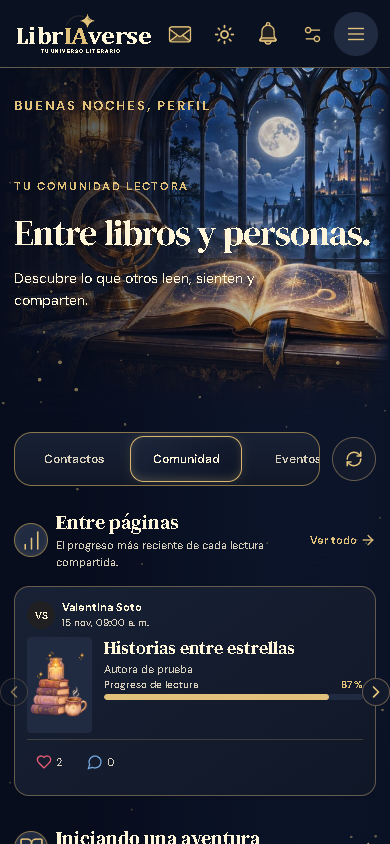 LibrIAverse
TU UNIVERSO LITERARIO
BUENAS NOCHES, PERFIL
TU COMUNIDAD LECTORA
Entre libros y personas.
Descubre lo que otros leen, sienten y
comparten.
Contactos
Comunidad
Eventos
Entre páginas
El progreso más reciente de cada lectura
compartida.
Ver todo
VS
Valentina Soto
15 nov, 09:00 a. m.
Historias entre estrellas
Autora de prueba
Progreso de lectura
87%
2
0
Iniciando una aventura